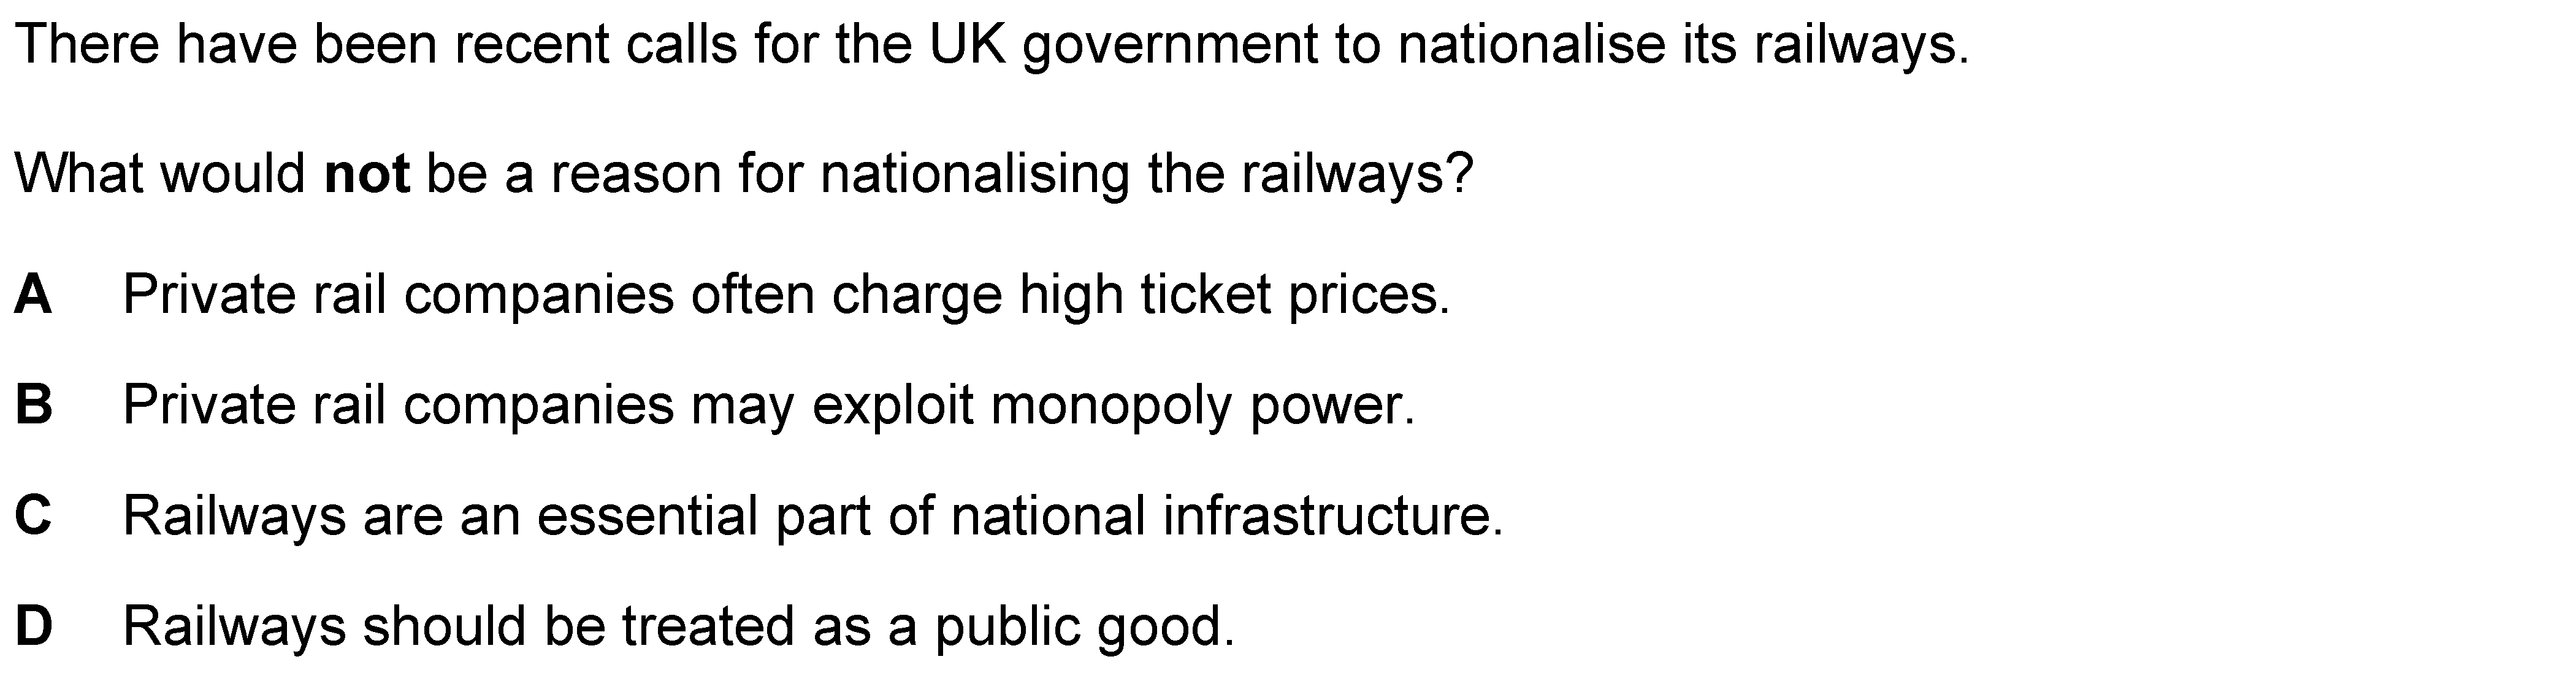 There have been recent calls for the UK government to nationalise its railways.
What would not be a reason for nationalising the railways?
A Private rail companies often charge high ticket prices.
B Private rail companies may exploit monopoly power.
C Railways are an essential part of national infrastructure.
D Railways should be treated as a public good.